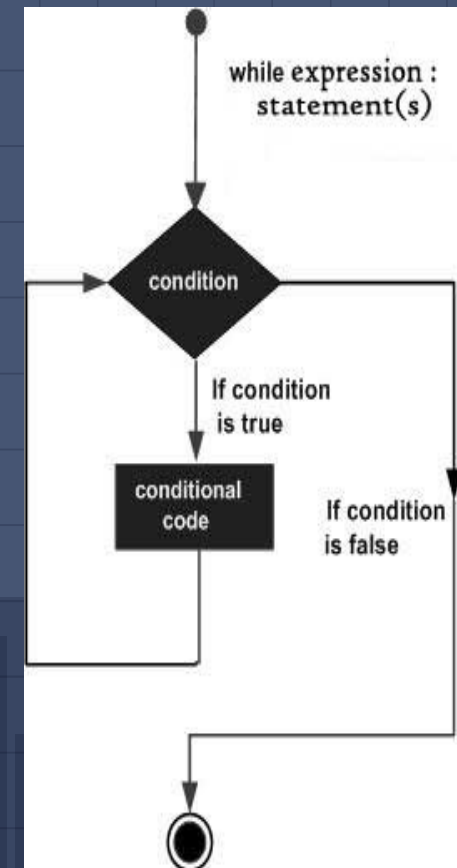 while expression :
statement(s)
condition
If condition
is true
conditional
code
If condition
is false